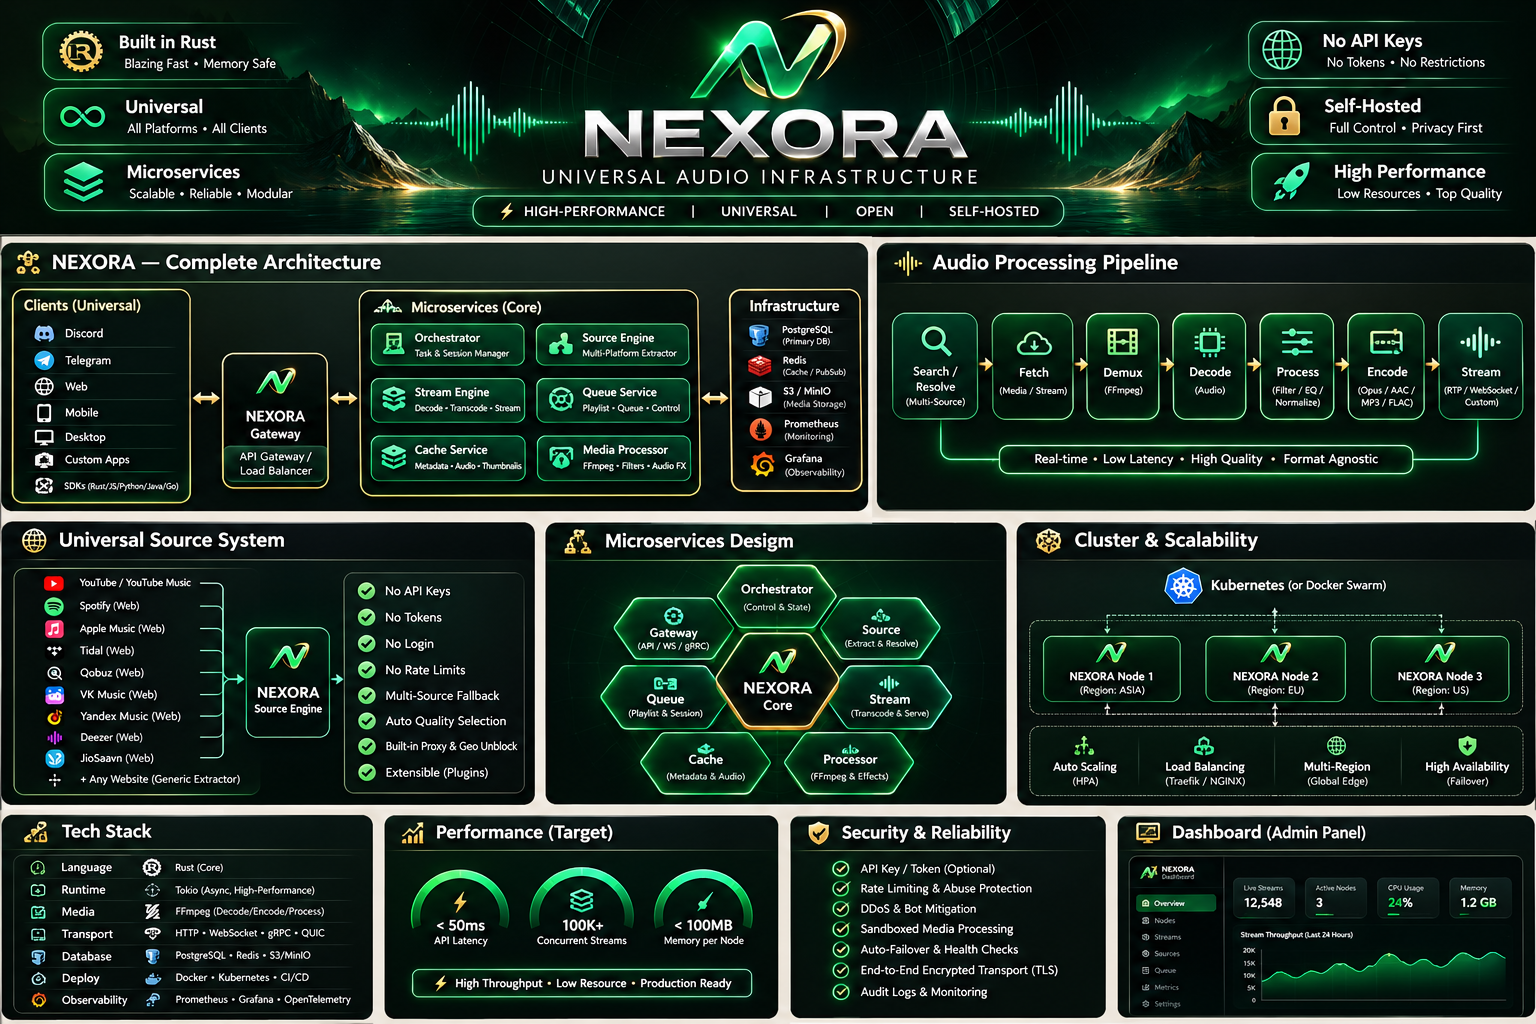 Built in Rust
Blazing Fast • Memory Safe
Universal
All Platforms • All Clients
Microservices
Scalable • Reliable • Modular
NEXORA
UNIVERSAL AUDIO INFRASTRUCTURE
HIGH-PERFORMANCE | UNIVERSAL | OPEN | SELF-HOSTED
No API Keys
No Tokens • No Restrictions
Self-Hosted
Full Control • Privacy First
High Performance
Low Resources • Top Quality
NEXORA — Complete Architecture
Clients (Universal)
Discord
Telegram
Web
Mobile
Desktop
Custom Apps
SDKs (Rust/JS/Python/Java/Go)
NEXORA
Gateway
API Gateway /
Load Balancer
Microservices (Core)
Orchestrator
Task & Session Manager
Source Engine
Multi-Platform Extractor
Stream Engine
Decode • Transcode • Stream
Queue Service
Playlist • Queue • Control
Cache Service
Metadata • Audio • Thumbnails
Media Processor
FFmpeg • Filters • Audio FX
Infrastructure
PostgreSQL
(Primary DB)
Redis
(Cache / PubSub)
S3 / MinIO
(Media Storage)
Prometheus
(Monitoring)
Grafana
(Observability)
Audio Processing Pipeline
Search /
Resolve
(Multi-Source)
Fetch
(Media / Stream)
Demux
(FFmpeg)
Decode
(Audio)
Process
(Filter / EQ /
Normalize)
Encode
(Opus / AAC /
MP3 / FLAC)
Stream
(RTP / WebSocket /
Custom)
Real-time • Low Latency • High Quality • Format Agnostic
Universal Source System
YouTube / YouTube Music
Spotify (Web)
Apple Music (Web)
Tidal (Web)
Qobuz (Web)
VK Music (Web)
Yandex Music (Web)
Deezer (Web)
JioSaavn (Web)
+ Any Website (Generic Extractor)
NEXORA
Source Engine
No API Keys
No Tokens
No Login
No Rate Limits
Multi-Source Fallback
Auto Quality Selection
Built-in Proxy & Geo Unblock
Extensible (Plugins)
Microservices Desigm
Orchestrator
(Control & State)
Gateway
(API / WS / gRRC)
Source
(Extract & Resolve)
NEXORA
Core
Queue
(Playlist & Session)
Stream
(Transcode & Serve)
Cache
(Metadata & Audio)
Processor
(FFmpeg & Effects)
Cluster & Scalability
Kubernetes (or Docker Swarm)
NEXORA Node 1
(Region: ASIA)
NEXORA Node 2
(Region: EU)
NEXORA Node 3
(Region: US)
Auto Scaling
(HPA)
Load Balancing
(Traefik / NGINX)
Multi-Region
(Global Edge)
High Availability
(Failover)
Tech Stack
Language Rust (Core)
Runtime Tokio (Async, High-Performance)
Media FFmpeg (Decode/Encode/Process)
Transport HTTP • WebSocket • gRPC • QUIC
Database PostgreSQL • Redis • S3/MinIO
Deploy Docker • Kubernetes • CI/CD
Observability Prometheus • Grafana • OpenTelemetry
Performance (Target)
< 50ms
API Latency
100K+
Concurrent Streams
< 100MB
Memory per Node
High Throughput • Low Resource • Production Ready
Security & Reliability
API Key / Token (Optional)
Rate Limiting & Abuse Protection
DDoS & Bot Mitigation
Sandboxed Media Processing
Auto-Failover & Health Checks
End-to-End Encrypted Transport (TLS)
Audit Logs & Monitoring
Dashboard (Admin Panel)
NEXORA
Dashboard
Overview
Nodes
Streams
Sources
Queue
Metrics
Settings
Live Streams
12,548
Active Nodes
3
CPU Usage
24%
Memory
1.2 GB
Stream Throughput (Last 24 Hours)
20K
15K
10K
5K
0